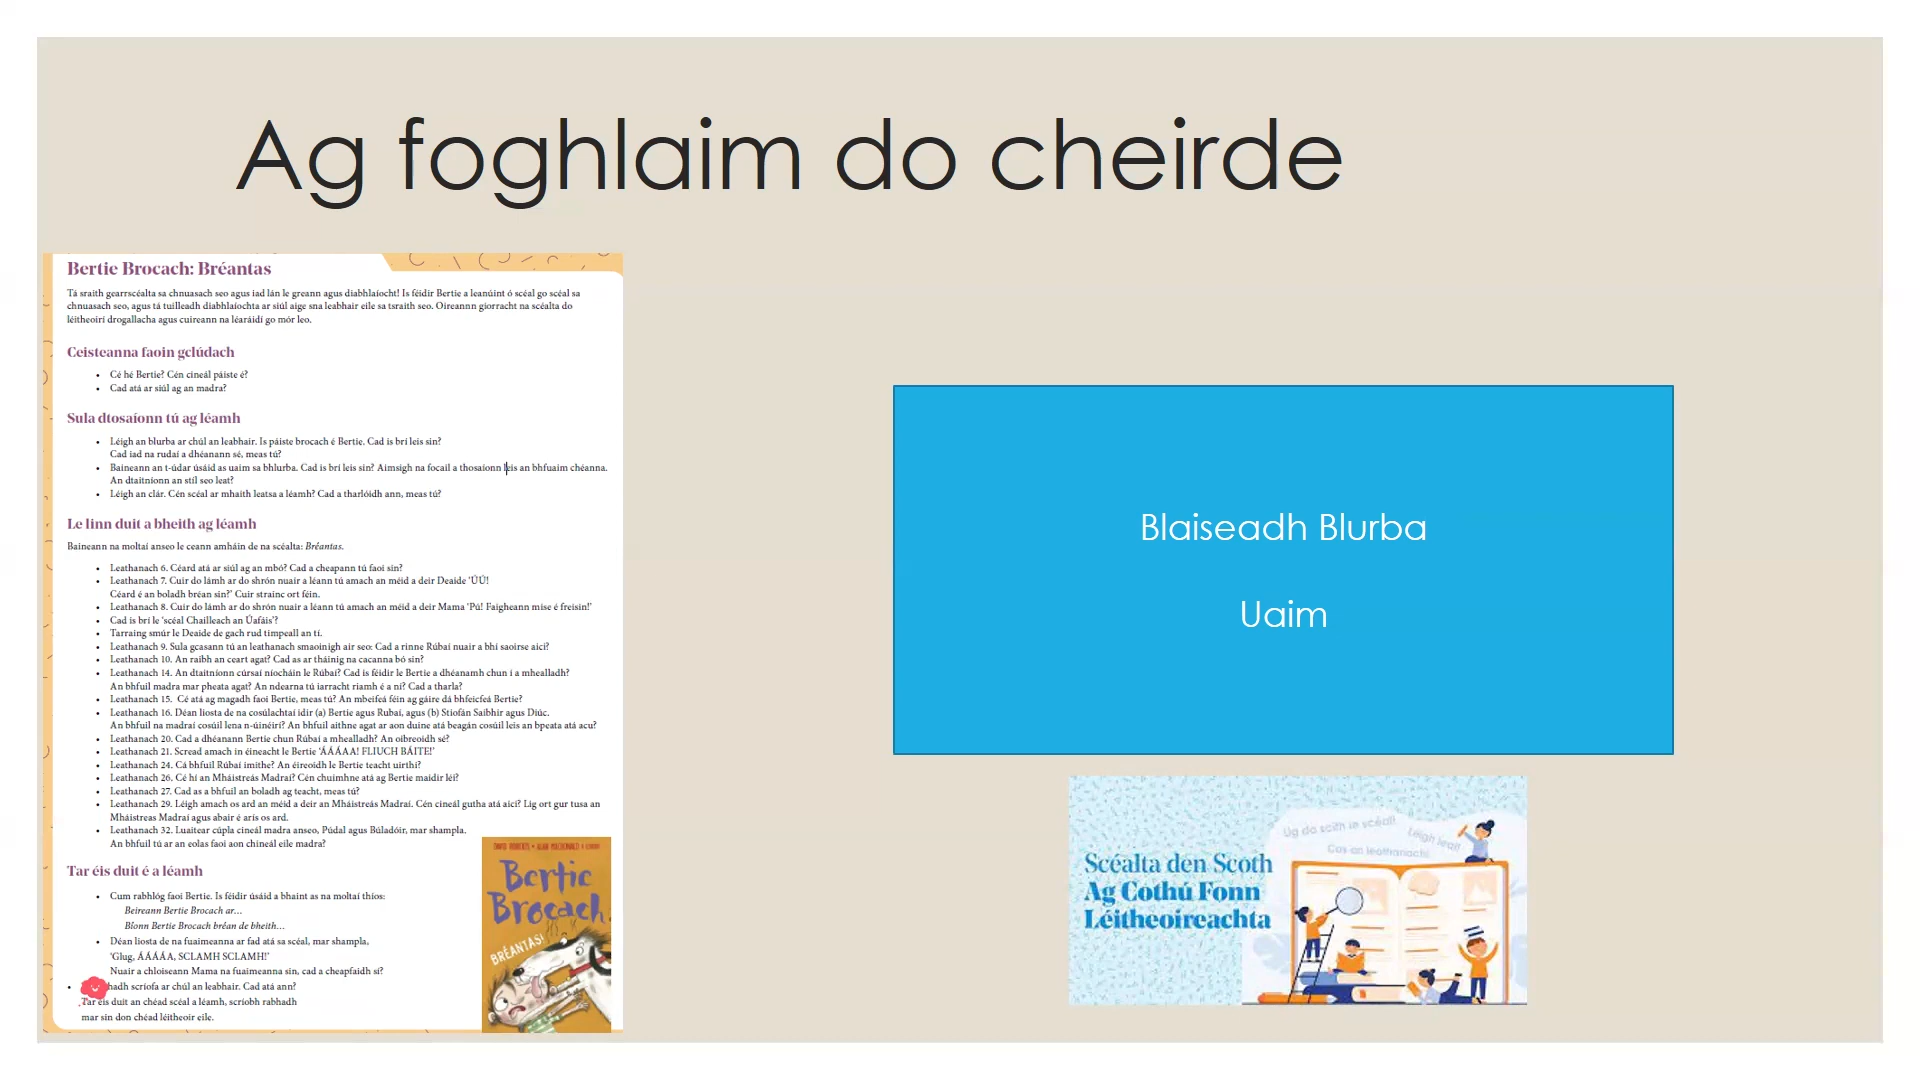 Ag foghlaim do cheirde
Bertie Brocach: Bréantas
Tá sraith gearrscéalta sa chnuasach seo agus iad lán le greann agus diabhlaíocht! Is féidir Bertie a leanúint ó scéal go scéal sa
chnuasach seo, agus tá tuilleadh diabhlaíochta ar siúl aige sna leabhair eile sa tsraith seo. Oireannn giorracht na scéalta do
léitheoirí drogallacha agus cuireann na léaráidí go mór leo.
Ceisteanna faoin gclúdach
• Cé hé Bertie? Cén cineál páiste é?
• Cad atá ar siúl ag an madra?
Sula dtosaíonn tú ag léamh
• Léigh an blurba ar chúl an leabhair. Is páiste brocach é Bertie. Cad is brí leis sin?
Cad iad na rudaí a dhéanann sé, meas tú?
• Baineann an t-údar úsáid as uaim sa bhlurba. Cad is brí leis sin? Aimsigh na focail a thosaíonn leis an bhfuaim chéanna.
An dtaitníonn an stíl seo leat?
• Léigh an clár. Cén scéal ar mhaith leatsa a léamh? Cad a tharlóidh ann, meas tú?
Le linn duit a bheith ag léamh
Baineann na moltaí anseo le ceann amháin de na scéalta: Bréantas.
• Leathanach 6. Céard atá ar siúl ag an mbó? Cad a cheapann tú faoi sin?
• Leathanach 7. Cuir do lámh ar do shrón nuair a léann tú amach an méid a deir Deaide ‘ÚÚ!
Céard é an boladh bréan sin?’ Cuir strainc ort féin.
• Leathanach 8. Cuir do lámh ar do shrón nuair a léann tú amach an méid a deir Mama ‘Pú! Faigheann mise é freisin!’
• Cad is brí le ‘scéal Chailleach an Uafáis’?
• Tarraing smúr le Deaide de gach rud timpeall an tí.
• Leathanach 9. Sula gcasann tú an leathanach smaoinigh air seo: Cad a rinne Rúbaí nuair a bhí saoirse aici?
• Leathanach 10. An raibh an ceart agat? Cad as ar tháinig na cacanna bó sin?
• Leathanach 14. An dtaitníonn cúrsaí níocháin le Rúbaí? Cad is féidir le Bertie a dhéanamh chun í a mhealladh?
An bhfuil madra mar pheata agat? An ndearna tú iarracht riamh é a ní? Cad a tharla?
• Leathanach 15. Cé atá ag magadh faoi Bertie, meas tú? An mbeifeá féin ag gáire dá bhfeicfeá Bertie?
• Leathanach 16. Déan liosta de na cosúlachtaí idir (a) Bertie agus Rubaí, agus (b) Stíofán Saibhir agus Diúc.
An bhfuil na madraí cosúil lena n-úinéirí? An bhfuil aithne agat ar aon duine atá beagán cosúil leis an bpeata atá acu?
• Leathanach 20. Cad a dhéanann Bertie chun Rúbaí a mhealladh? An oibreoidh sé?
• Leathanach 21. Scread amach in éineacht le Bertie ‘ÁÁÁAA! FLIUCH BÁITE!’
• Leathanach 24. Cá bhfuil Rúbaí imithe? An éireoidh le Bertie teacht uirthi?
• Leathanach 26. Cé hí an Mháistreás Madraí? Cén chuimhne atá ag Bertie maidir léi?
• Leathanach 27. Cad as a bhfuil an boladh ag teacht, meas tú?
• Leathanach 29. Léigh amach os ard an méid a deir an Mháistreás Madraí. Cén cineál gutha atá aici? Lig ort gur tusa an
Mháistreas Madraí agus abair é arís os ard.
• Leathanach 32. Luaitear cúpla cineál madra anseo, Púdal agus Búladóir, mar shampla.
An bhfuil tú ar an eolas faoi aon chineál eile madra?
Tar éis duit é a léamh
• Cum rabhlóg faoi Bertie. Is féidir úsáid a bhaint as na moltaí thíos:
Beireann Bertie Brocach ar…
Bíonn Bertie Brocach bréan de bheith…
• Déan liosta de na fuaimeanna ar fad atá sa scéal, mar shampla,
‘Glug, ÁÁÁÁA, SCLAMH SCLAMH!’
Nuair a chloiseann Mama na fuaimeanna sin, cad a cheapfaidh sí?
• hadh scríofa ar chúl an leabhair. Cad atá ann?
Tar éis duit an chéad scéal a léamh, scríobh rabhadh
mar sin don chéad léitheoir eile.
DAVID ROBERTS • ALAN MACDONALD
Bertie
Brocach
BRÉANTAS!
Blaiseadh Blurba
Uaim
Scéalta den Scoth
Ag Cothú Fonn
Léitheoireachta
Ug do scíth le scéal!
Léigh leat!
Cas an leathanach!